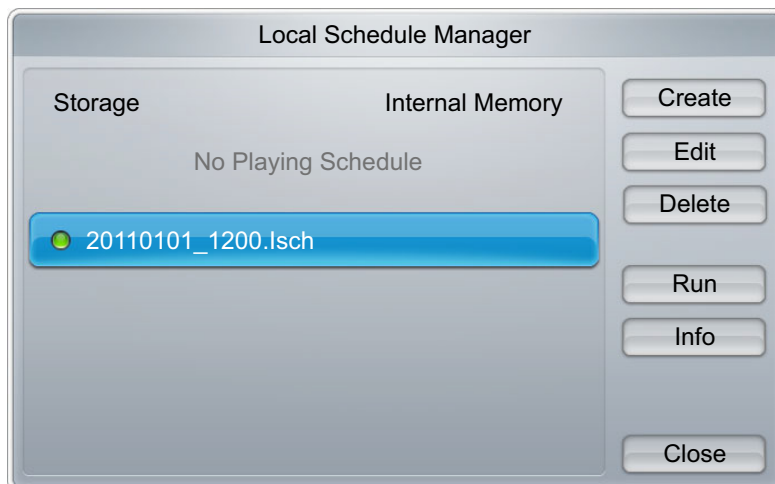 Local Schedule Manager
Storage Internal Memory
No Playing Schedule
20110101_1200.lsch
Create
Edit
Delete
Run
Info
Close